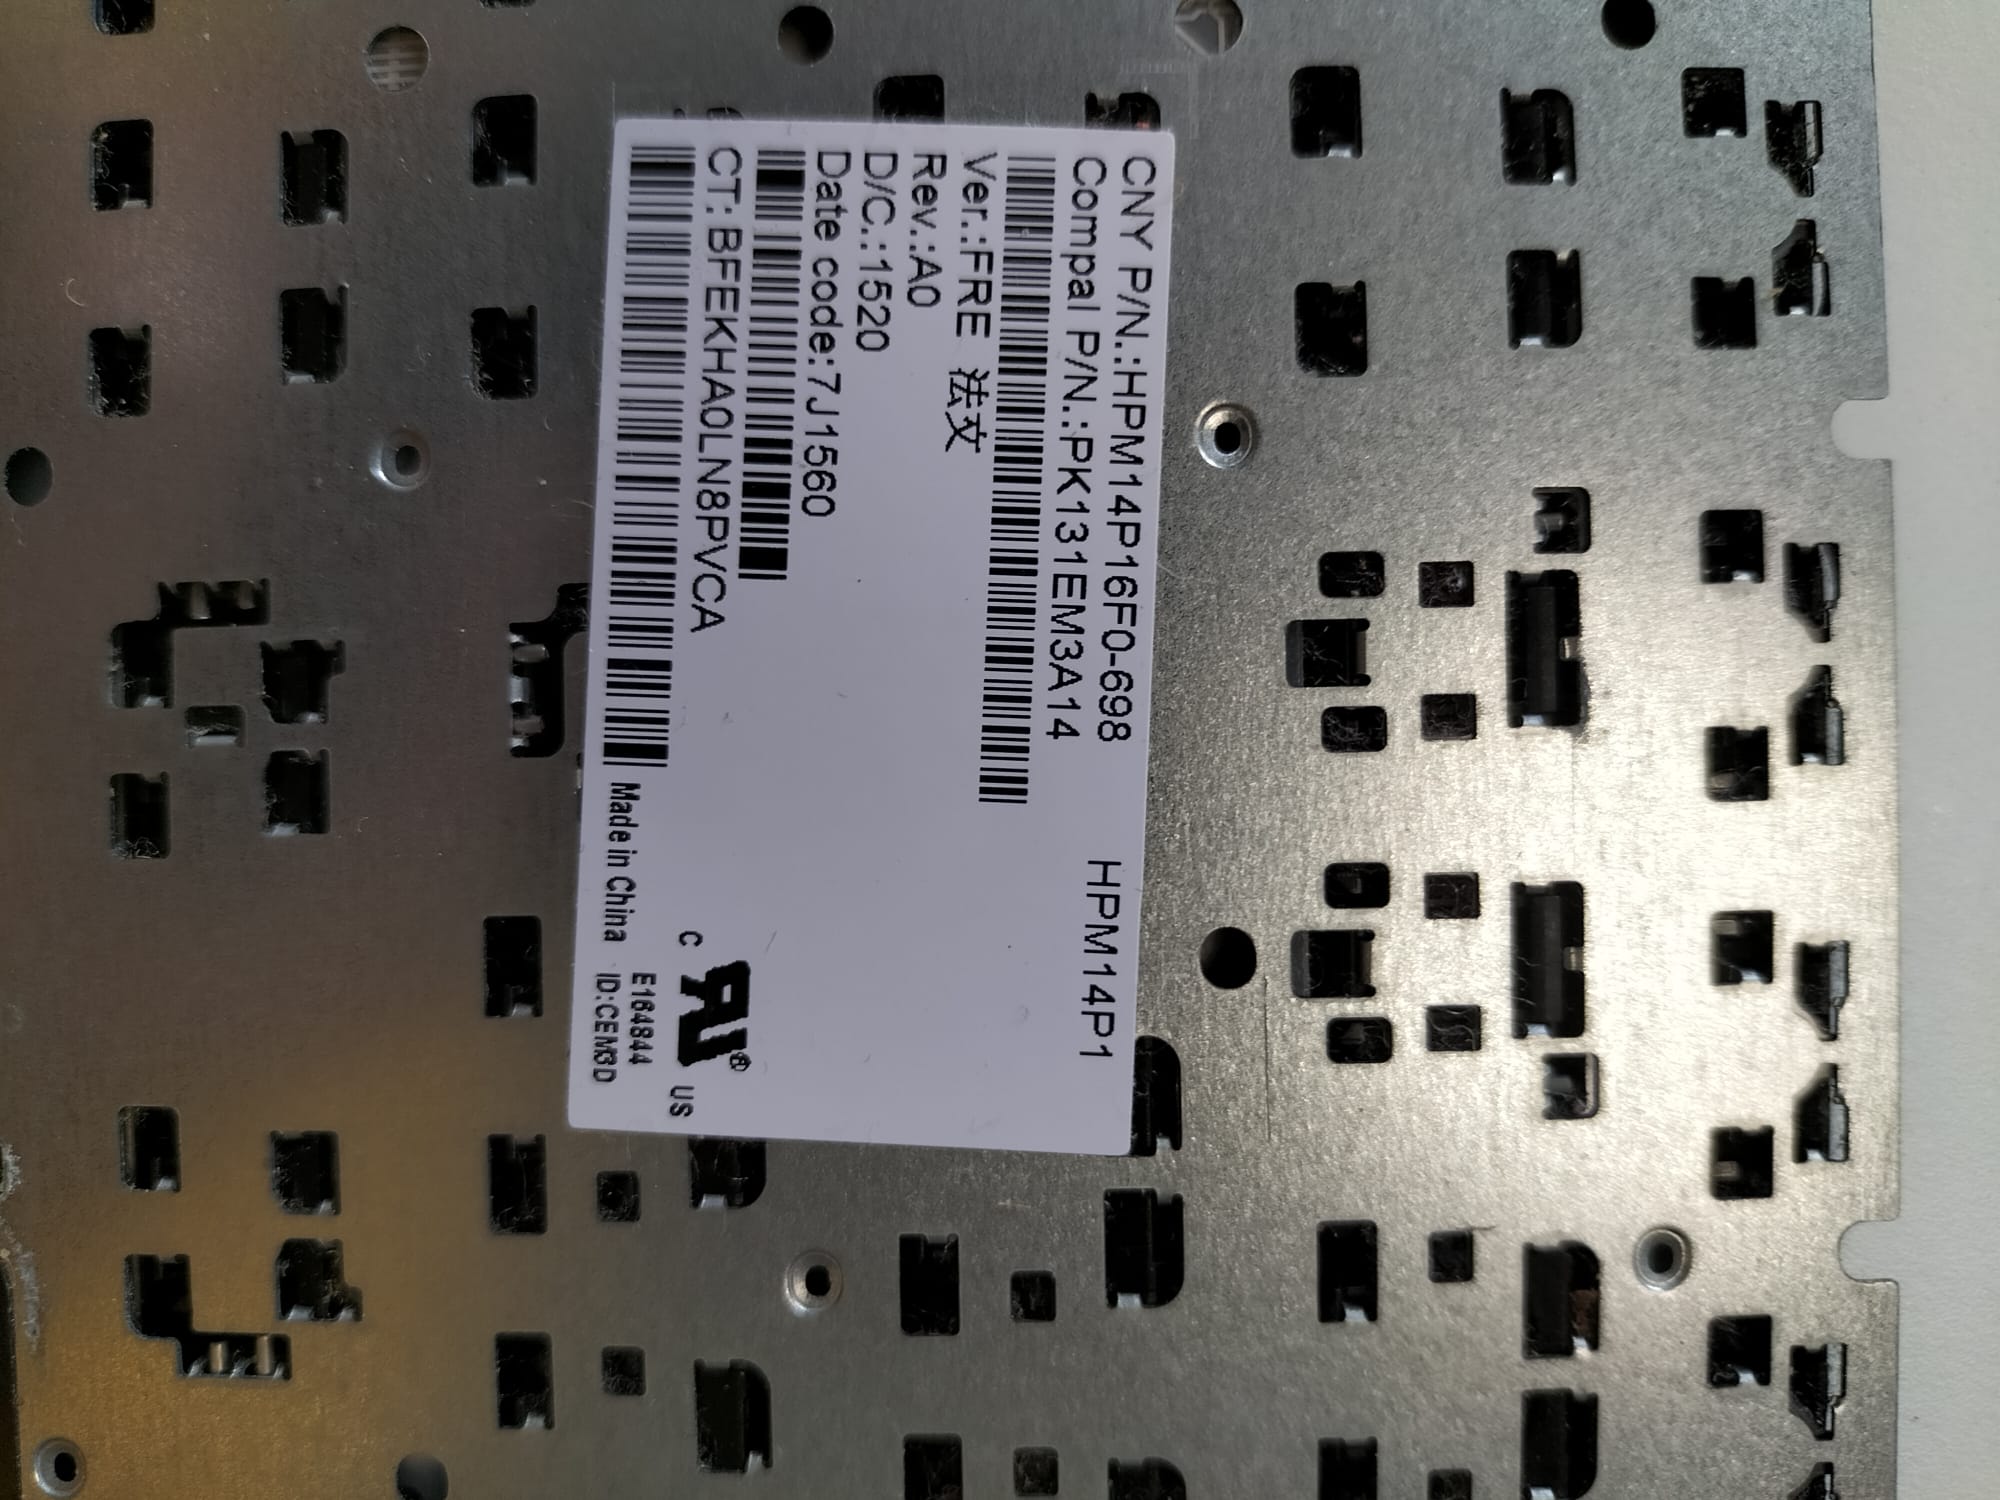 CNY P/N.:HPM14P16F0-698 HPM14P1
Compal P/N.:PK131EM3A14
Ver.:FRE 法文
Rev.:A0
D/C.:1520
Date code:7J1560
CT:BFEKHA0LN8PVCA
Made in China
c RU® US
E164844
ID:CEM3D